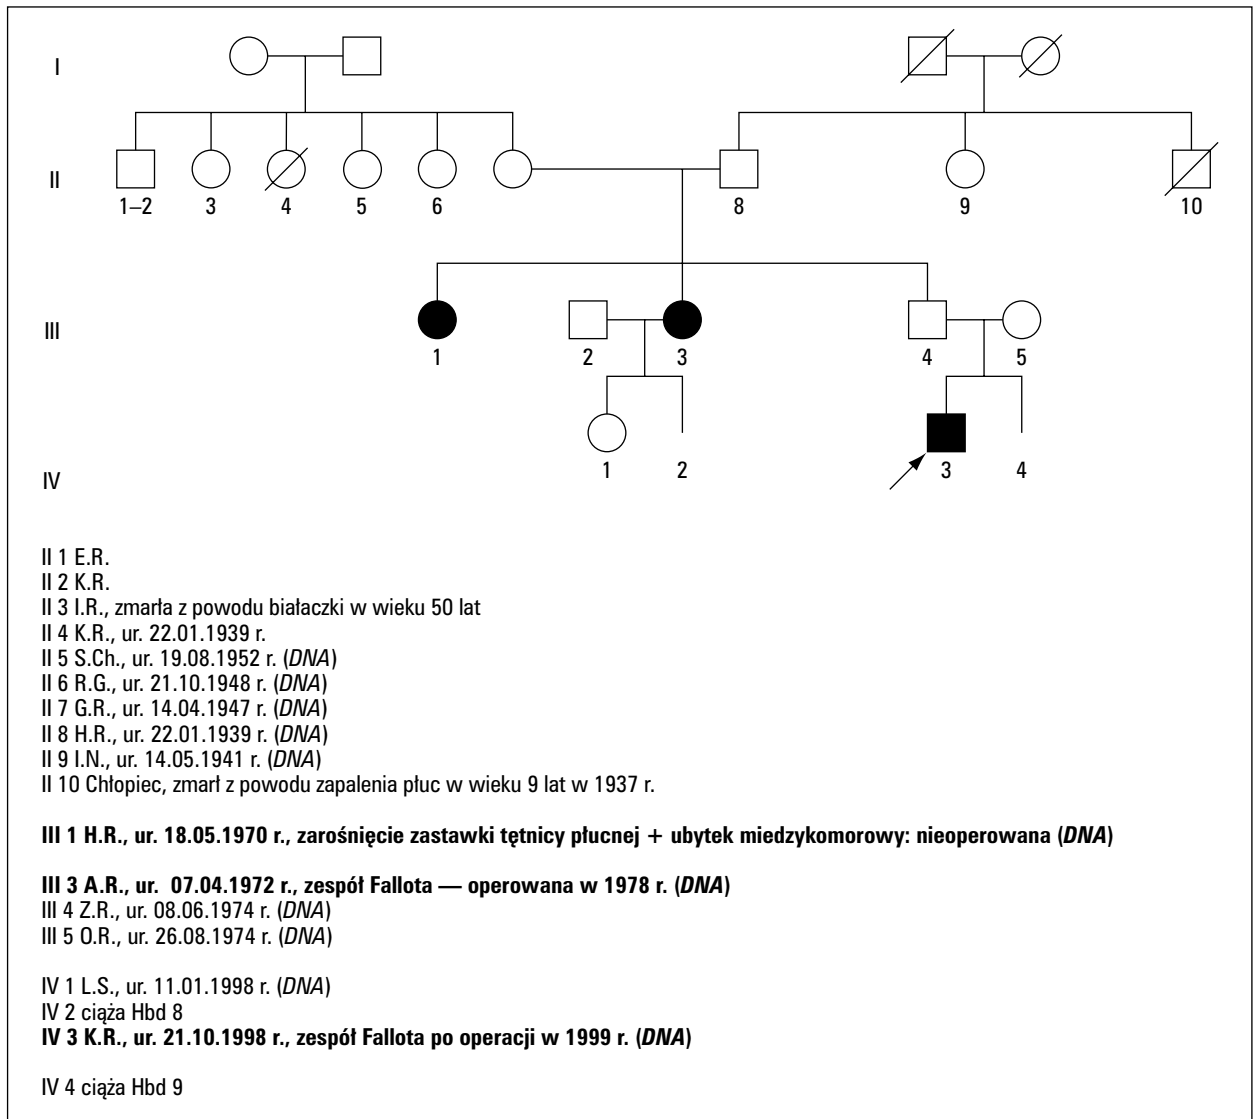 I
II
1–2 3 4 5 6 8 9 10
III
1 2 3 4 5
1 2 3 4
IV
II 1 E.R.
II 2 K.R.
II 3 I.R., zmarła z powodu białaczki w wieku 50 lat
II 4 K.R., ur. 22.01.1939 r.
II 5 S.Ch., ur. 19.08.1952 r. (DNA)
II 6 R.G., ur. 21.10.1948 r. (DNA)
II 7 G.R., ur. 14.04.1947 r. (DNA)
II 8 H.R., ur. 22.01.1939 r. (DNA)
II 9 I.N., ur. 14.05.1941 r. (DNA)
II 10 Chłopiec, zmarł z powodu zapalenia płuc w wieku 9 lat w 1937 r.
III 1 H.R., ur. 18.05.1970 r., zarośnięcie zastawki tętnicy płucnej + ubytek miedzykomorowy: nieoperowana (DNA)
III 3 A.R., ur. 07.04.1972 r., zespół Fallota — operowana w 1978 r. (DNA)
III 4 Z.R., ur. 08.06.1974 r. (DNA)
III 5 O.R., ur. 26.08.1974 r. (DNA)
IV 1 L.S., ur. 11.01.1998 r. (DNA)
IV 2 ciąża Hbd 8
IV 3 K.R., ur. 21.10.1998 r., zespół Fallota po operacji w 1999 r. (DNA)
IV 4 ciąża Hbd 9